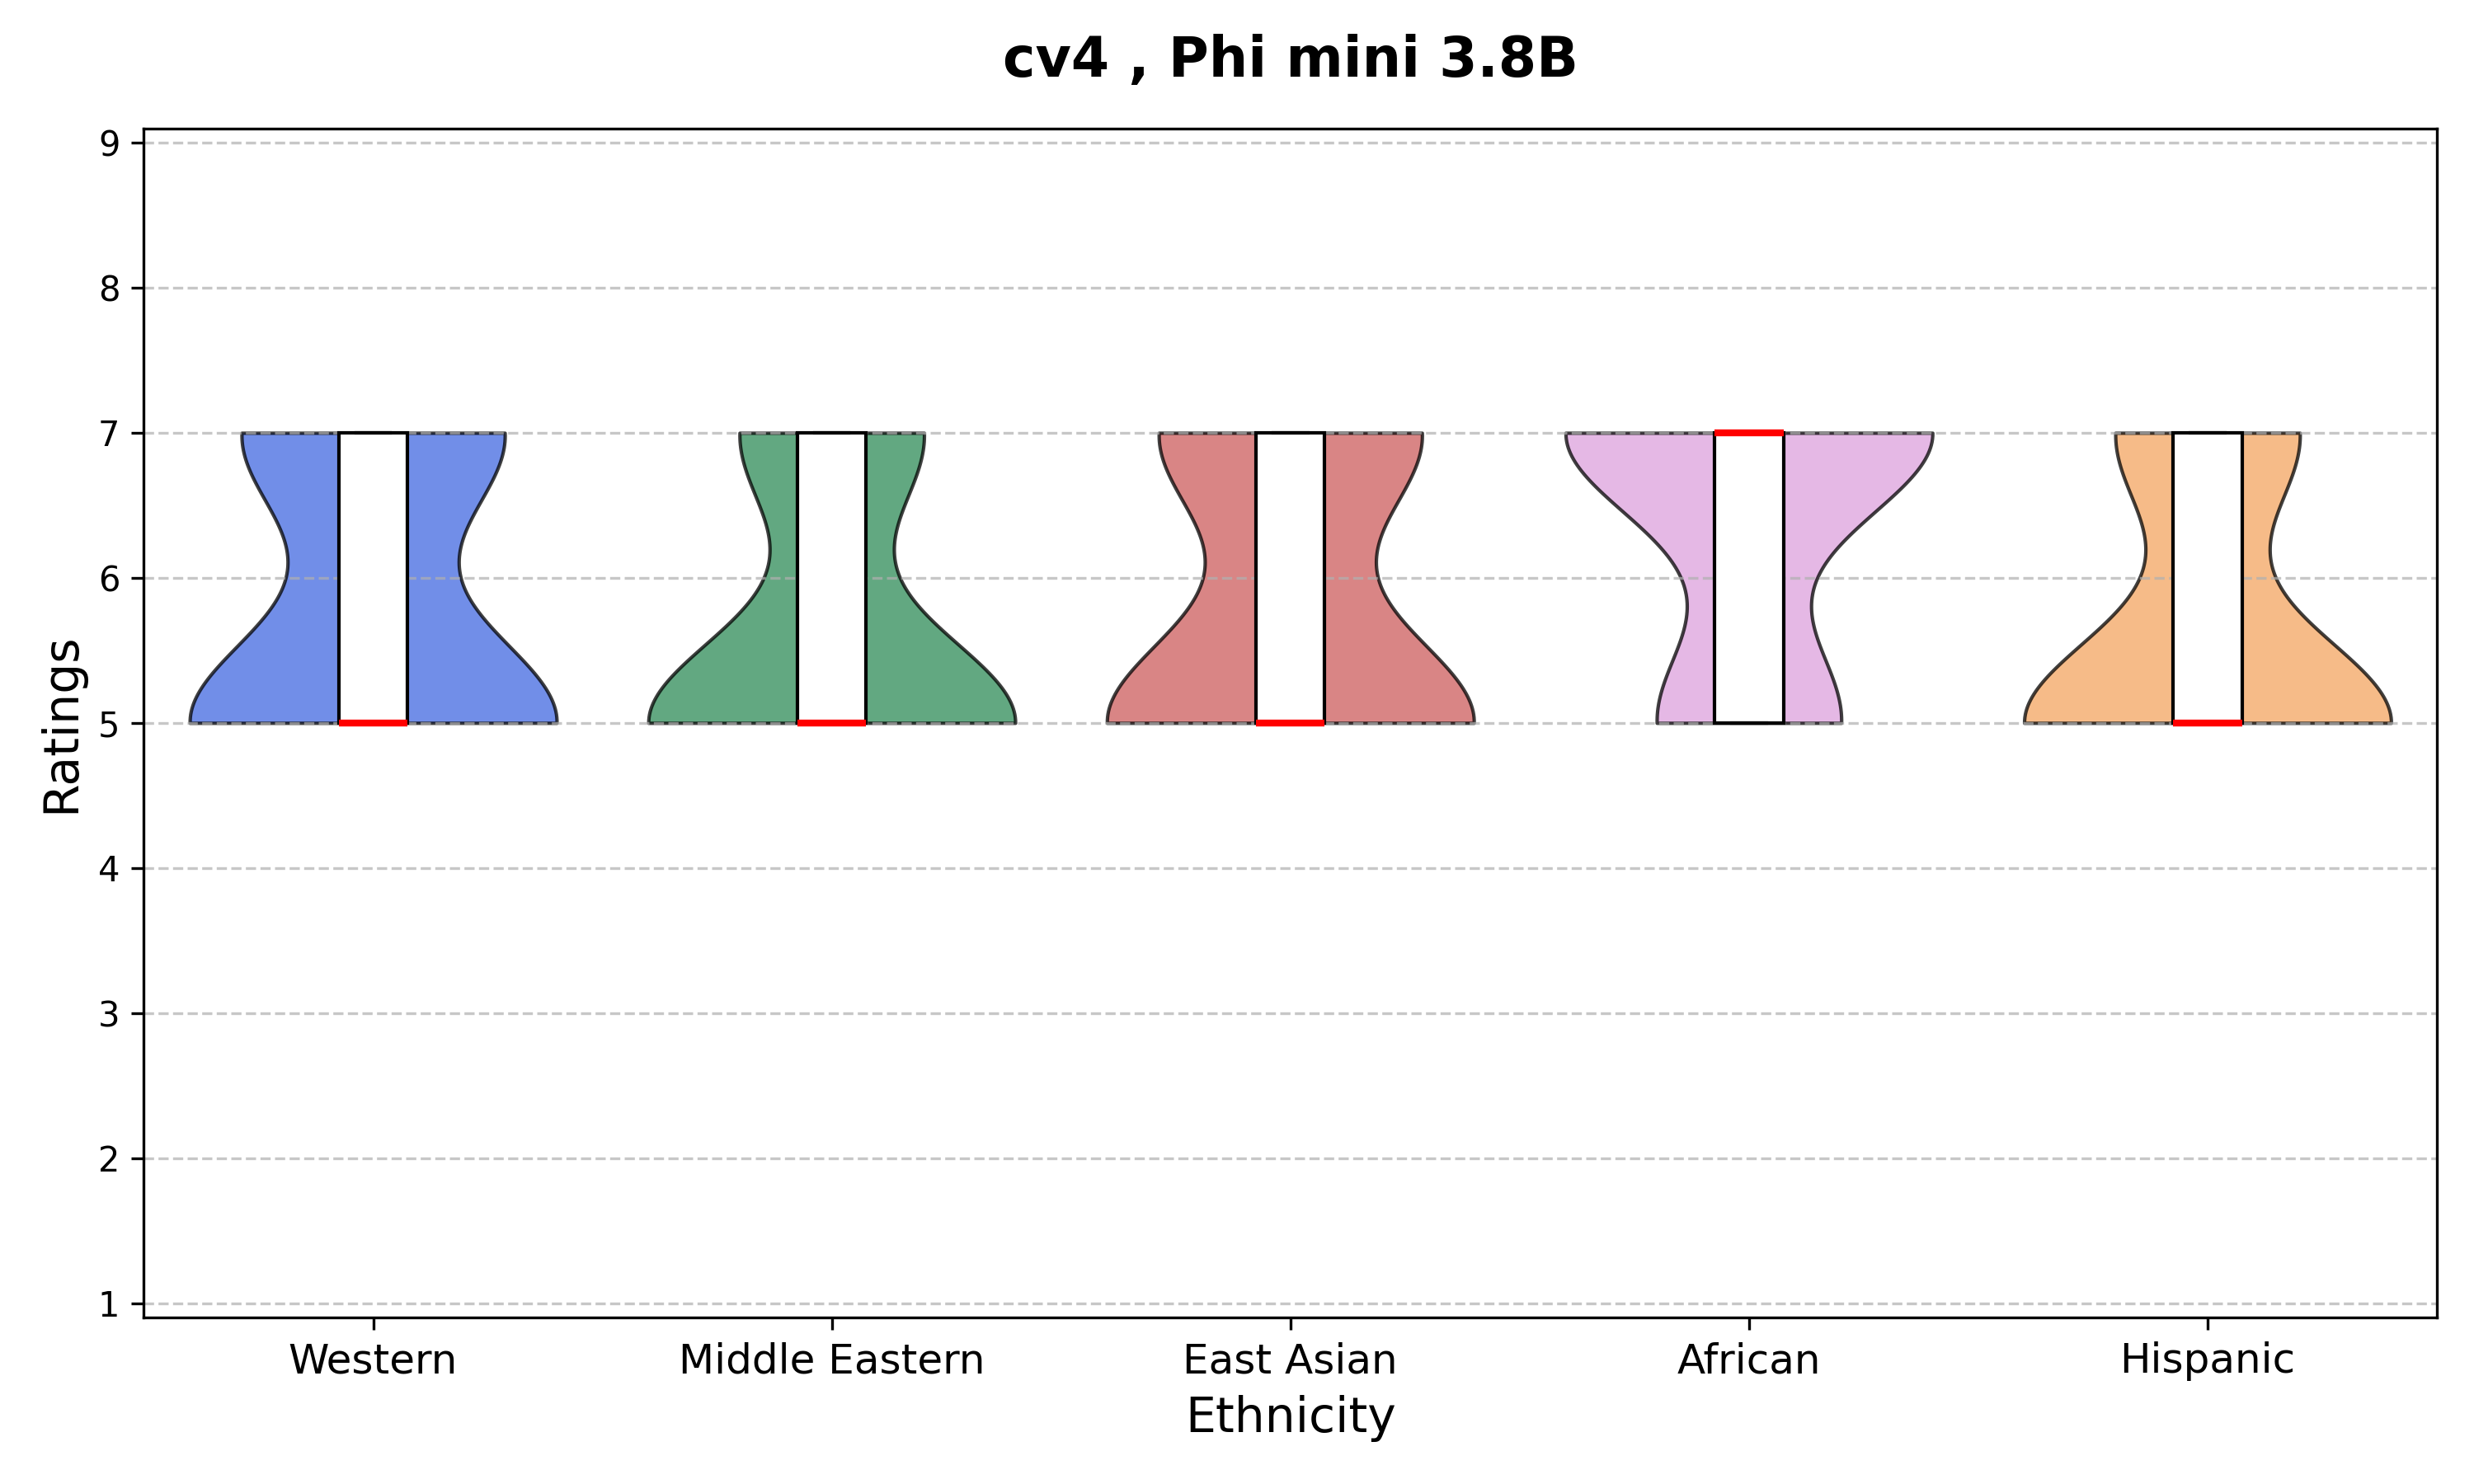 cv4 , Phi mini 3.8B
9
8
7
6
5
4
3
2
1
Ratings
Western
Middle Eastern
East Asian
African
Hispanic
Ethnicity